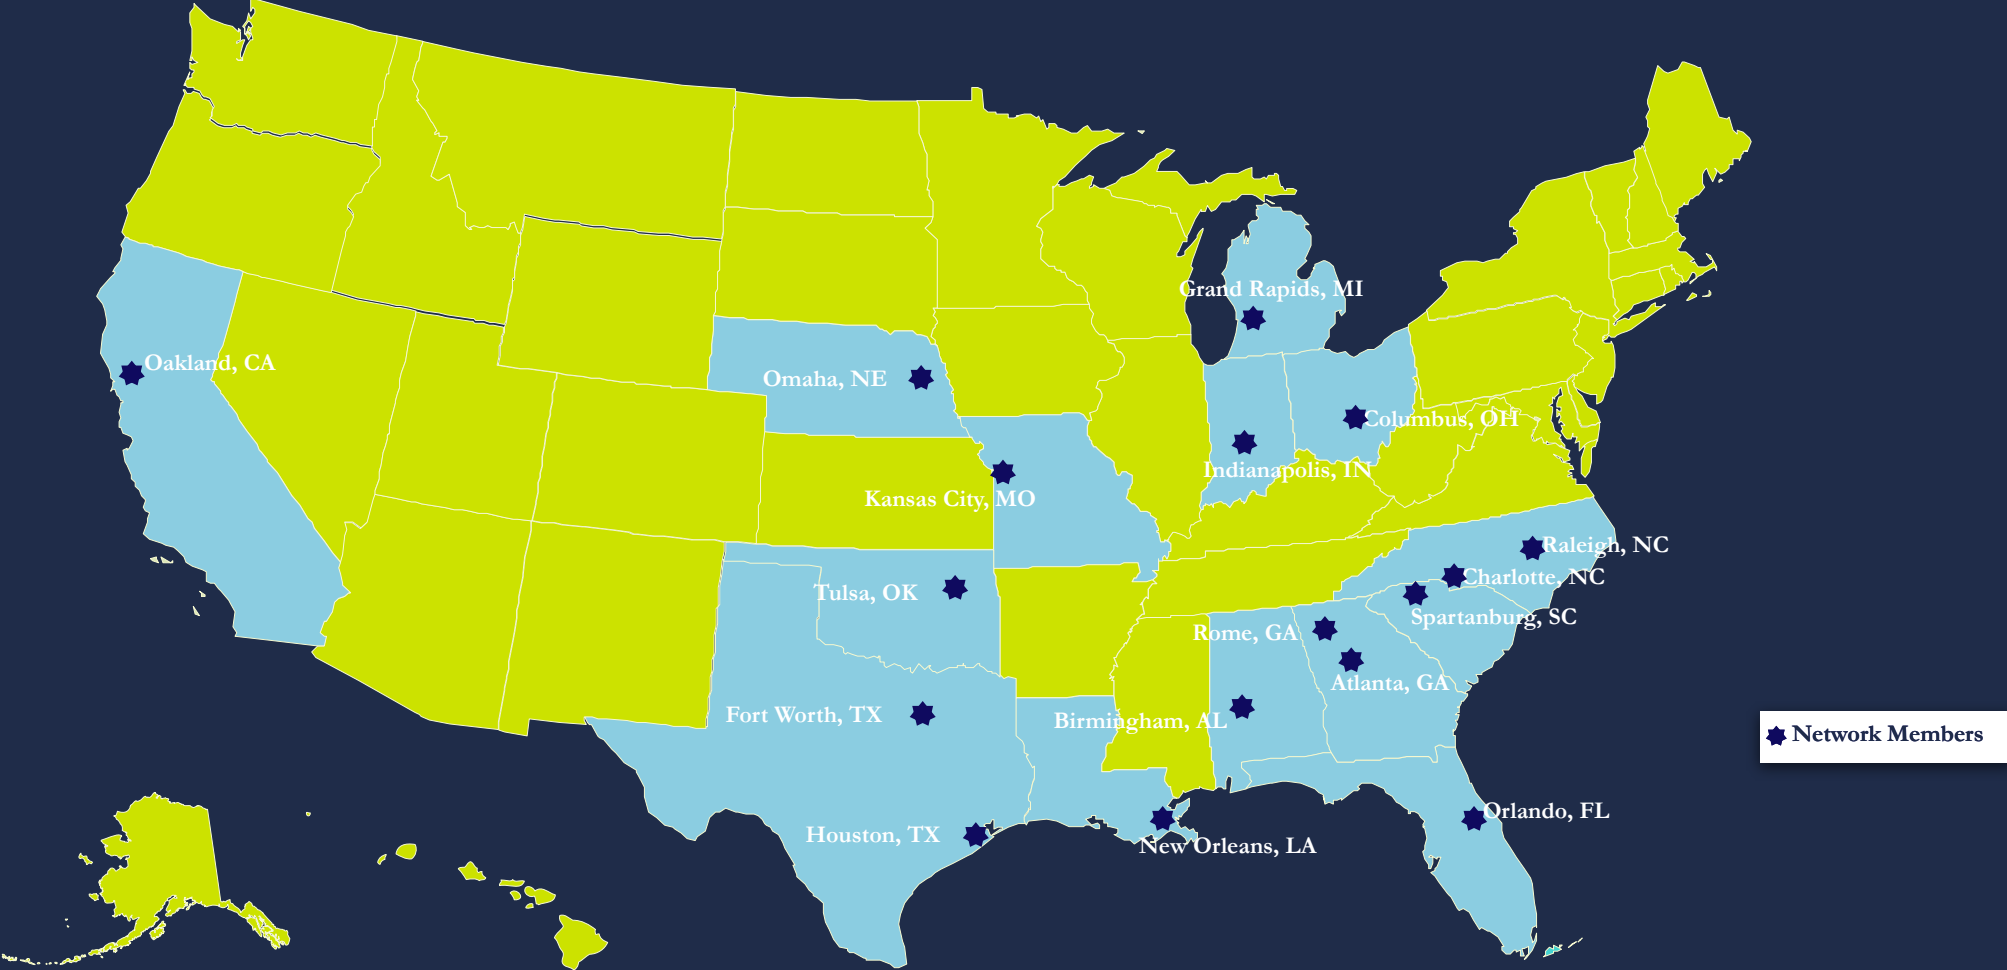 Grand Rapids, MI
Oakland, CA
Omaha, NE
Columbus, OH
Indianapolis, IN
Kansas City, MO
Raleigh, NC
Charlotte, NC
Tulsa, OK
Spartanburg, SC
Rome, GA
Atlanta, GA
Fort Worth, TX
Birmingham, AL
Network Members
Orlando, FL
Houston, TX
New Orleans, LA